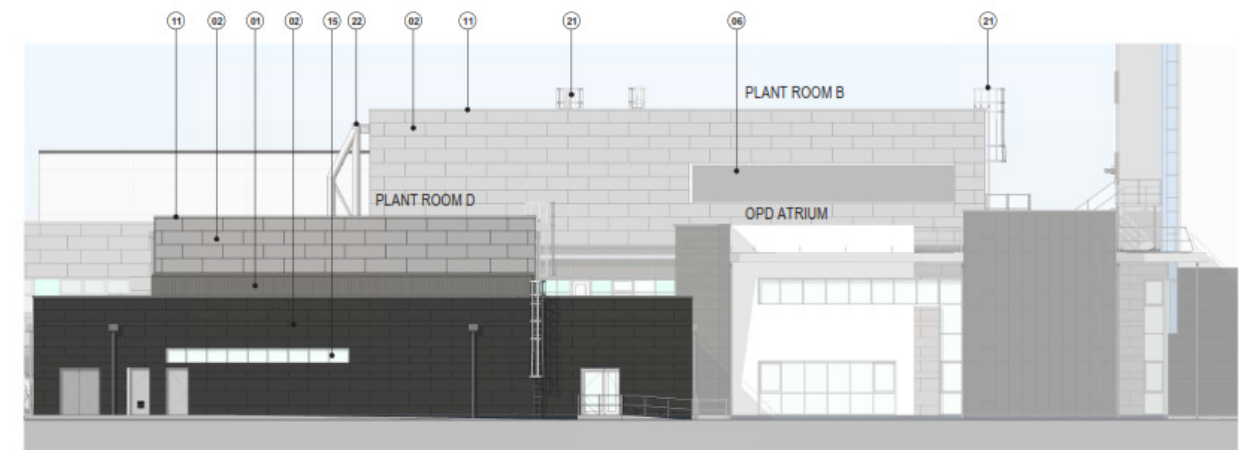 11 02 01 02 15 22 02 11 21 06 21
PLANT ROOM B
PLANT ROOM D
OPD ATRIUM